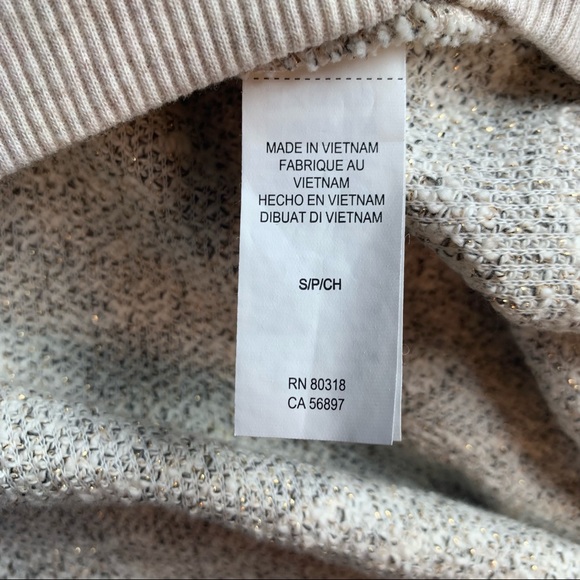 MADE IN VIETNAM
FABRIQUE AU
VIETNAM
HECHO EN VIETNAM
DIBUAT DI VIETNAM
S/P/CH
RN 80318
CA 56897